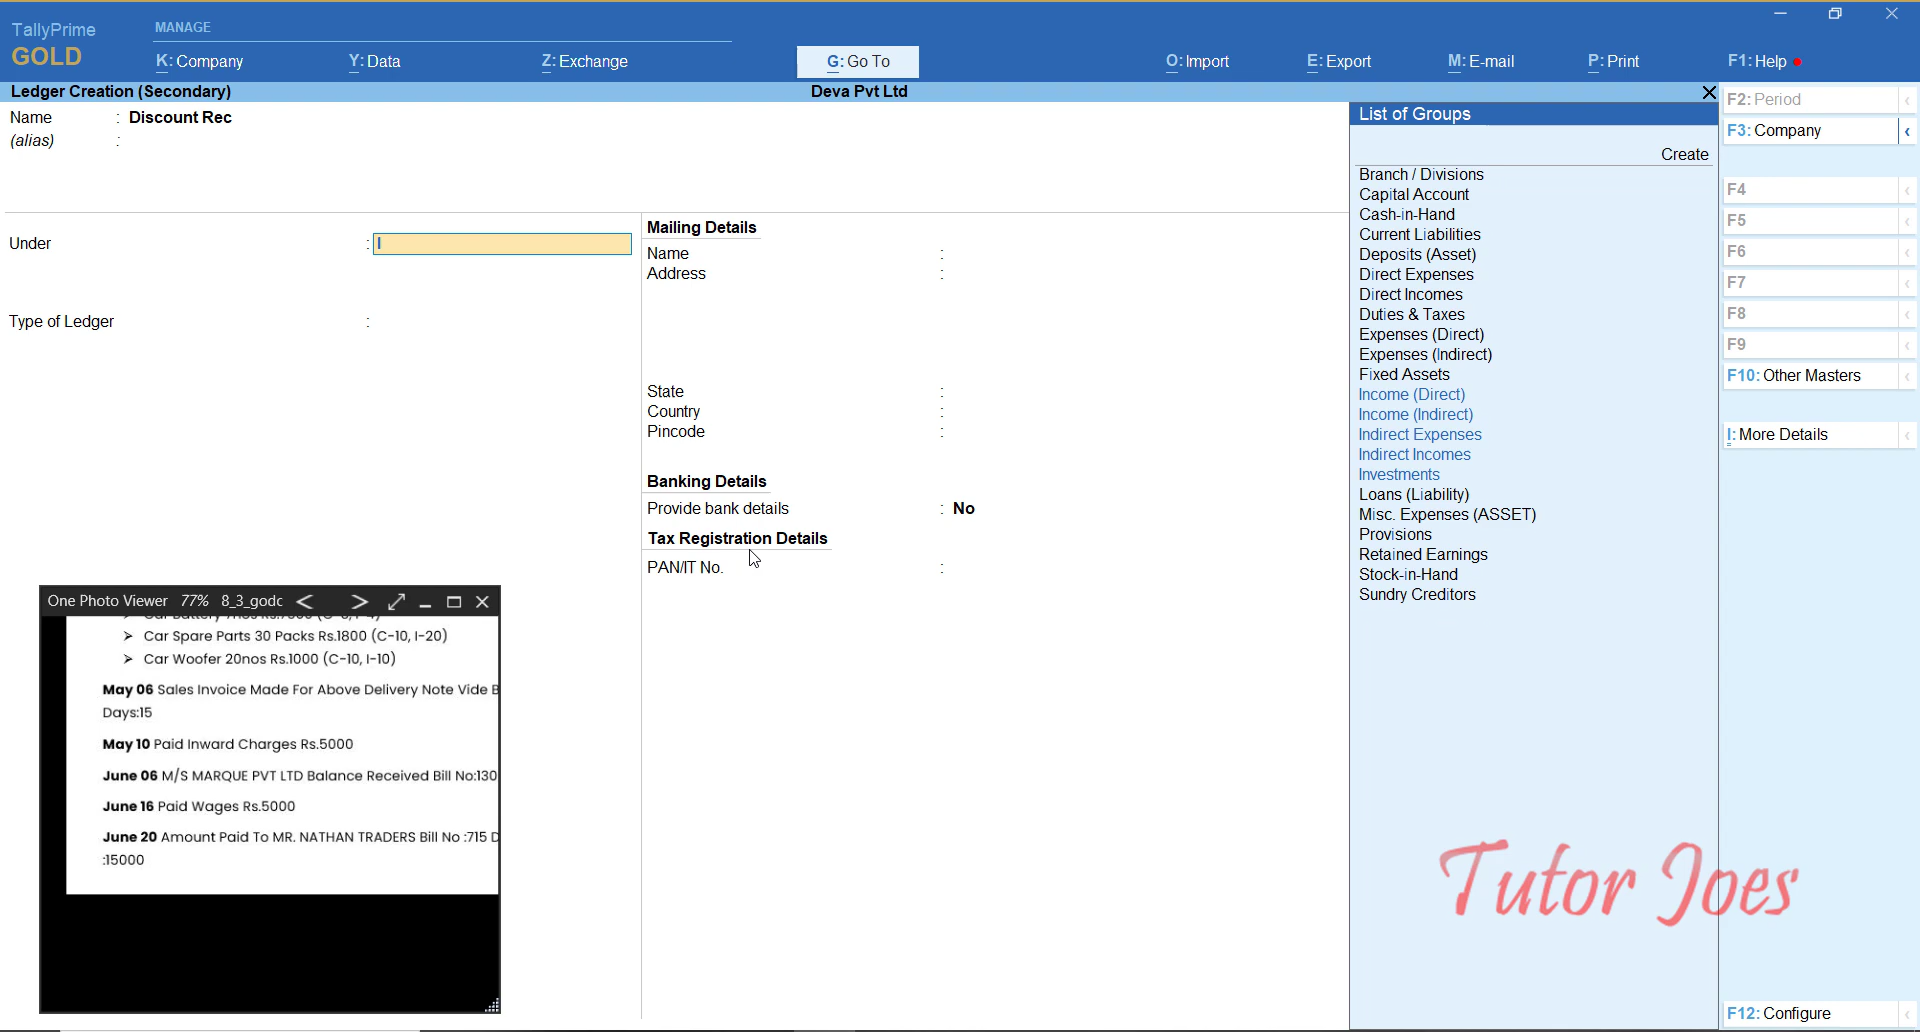 TallyPrime
GOLD
MANAGE
K: Company
Y: Data
Z: Exchange
G: Go To
O: Import
E: Export
M: E-mail
P: Print
F1: Help
Ledger Creation (Secondary)
Deva Pvt Ltd
Name : Discount Rec
(alias) :
Under : I
Type of Ledger :
Mailing Details
Name :
Address :
State :
Country :
Pincode :
Banking Details
Provide bank details : No
Tax Registration Details
PAN/IT No. :
List of Groups
Create
Branch / Divisions
Capital Account
Cash-in-Hand
Current Liabilities
Deposits (Asset)
Direct Expenses
Direct Incomes
Duties & Taxes
Expenses (Direct)
Expenses (Indirect)
Fixed Assets
Income (Direct)
Income (Indirect)
Indirect Expenses
Indirect Incomes
Investments
Loans (Liability)
Misc. Expenses (ASSET)
Provisions
Retained Earnings
Stock-in-Hand
Sundry Creditors
F2: Period
F3: Company
F4
F5
F6
F7
F8
F9
F10: Other Masters
I: More Details
F12: Configure
One Photo Viewer 77% 8_3_godc
Car Spare Parts 30 Packs Rs.1800 (C-10, I-20)
Car Woofer 20nos Rs.1000 (C-10, I-10)
May 06 Sales Invoice Made For Above Delivery Note Vide B
Days:15
May 10 Paid Inward Charges Rs.5000
June 06 M/S MARQUE PVT LTD Balance Received Bill No:130
June 16 Paid Wages Rs.5000
June 20 Amount Paid To MR. NATHAN TRADERS Bill No :715 D
:15000
Tutor Joes